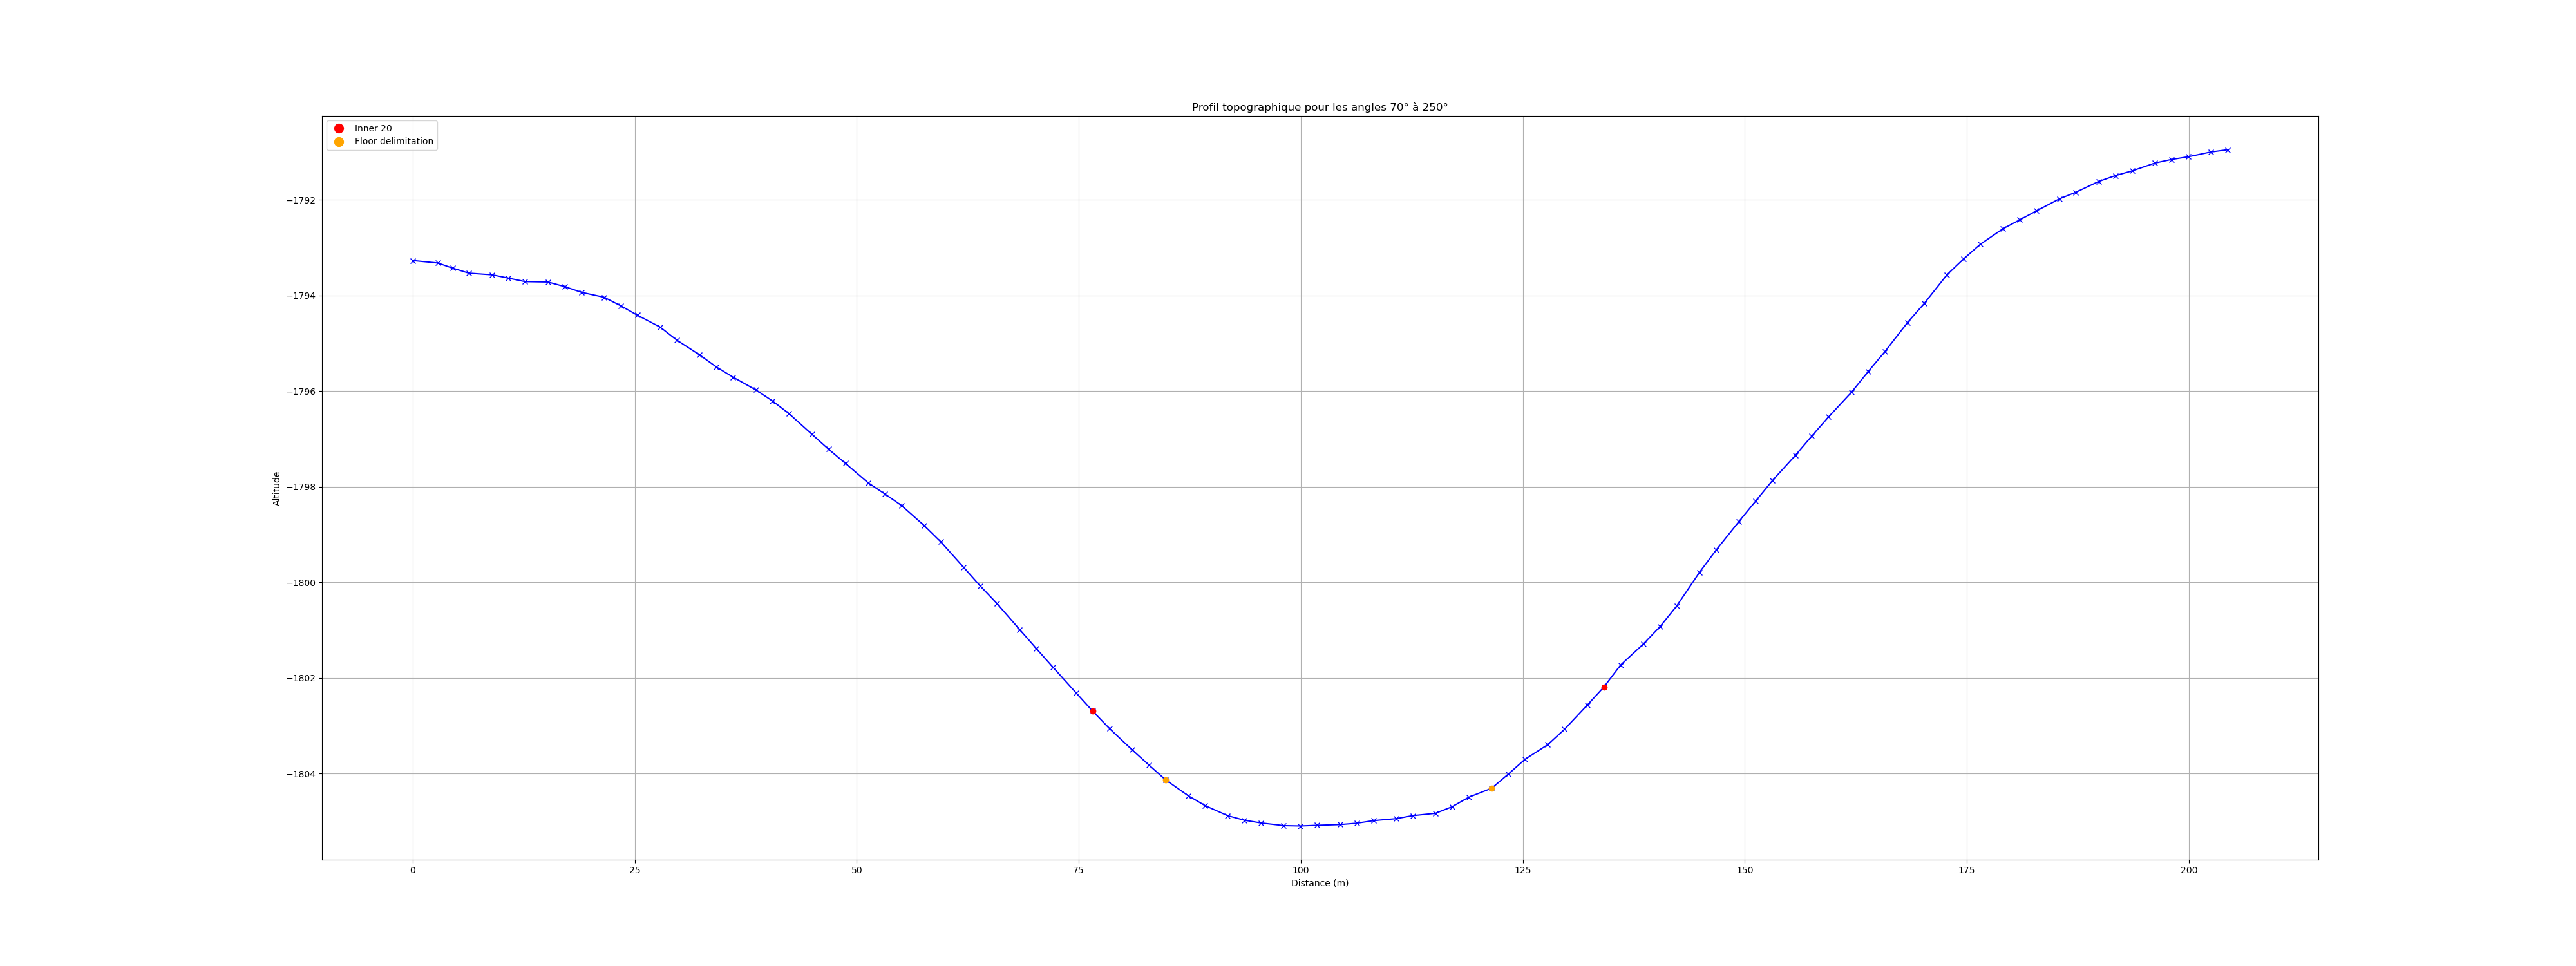 Profil topographique pour les angles 70° à 250°
Inner 20
Floor delimitation
Altitude
−1792
−1794
−1796
−1798
−1800
−1802
−1804
0 25 50 75 100 125 150 175 200
Distance (m)